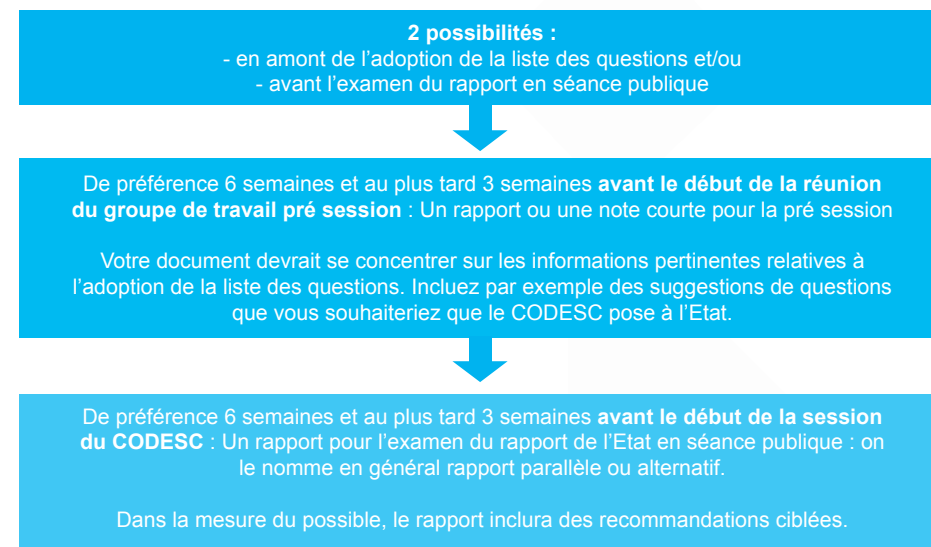 2 possibilités :
- en amont de l’adoption de la liste des questions et/ou
- avant l’examen du rapport en séance publique
De préférence 6 semaines et au plus tard 3 semaines avant le début de la réunion
du groupe de travail pré session : Un rapport ou une note courte pour la pré session
Votre document devrait se concentrer sur les informations pertinentes relatives à
l’adoption de la liste des questions. Incluez par exemple des suggestions de questions
que vous souhaiteriez que le CODESC pose à l’Etat.
De préférence 6 semaines et au plus tard 3 semaines avant le début de la session
du CODESC : Un rapport pour l’examen du rapport de l’Etat en séance publique : on
le nomme en général rapport parallèle ou alternatif.
Dans la mesure du possible, le rapport inclura des recommandations ciblées.